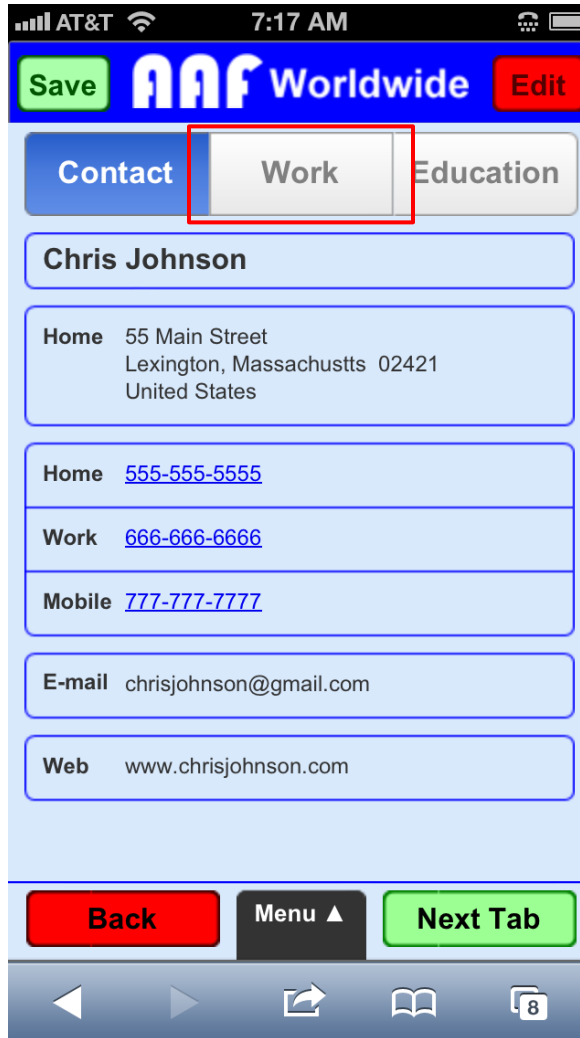 AT&T 7:17 AM
Save AAF Worldwide Edit
Contact Work Education
Chris Johnson
Home 55 Main Street
Lexington, Massachustts 02421
United States
Home 555-555-5555
Work 666-666-6666
Mobile 777-777-7777
E-mail chrisjohnson@gmail.com
Web www.chrisjohnson.com
Back Menu ▲ Next Tab
8